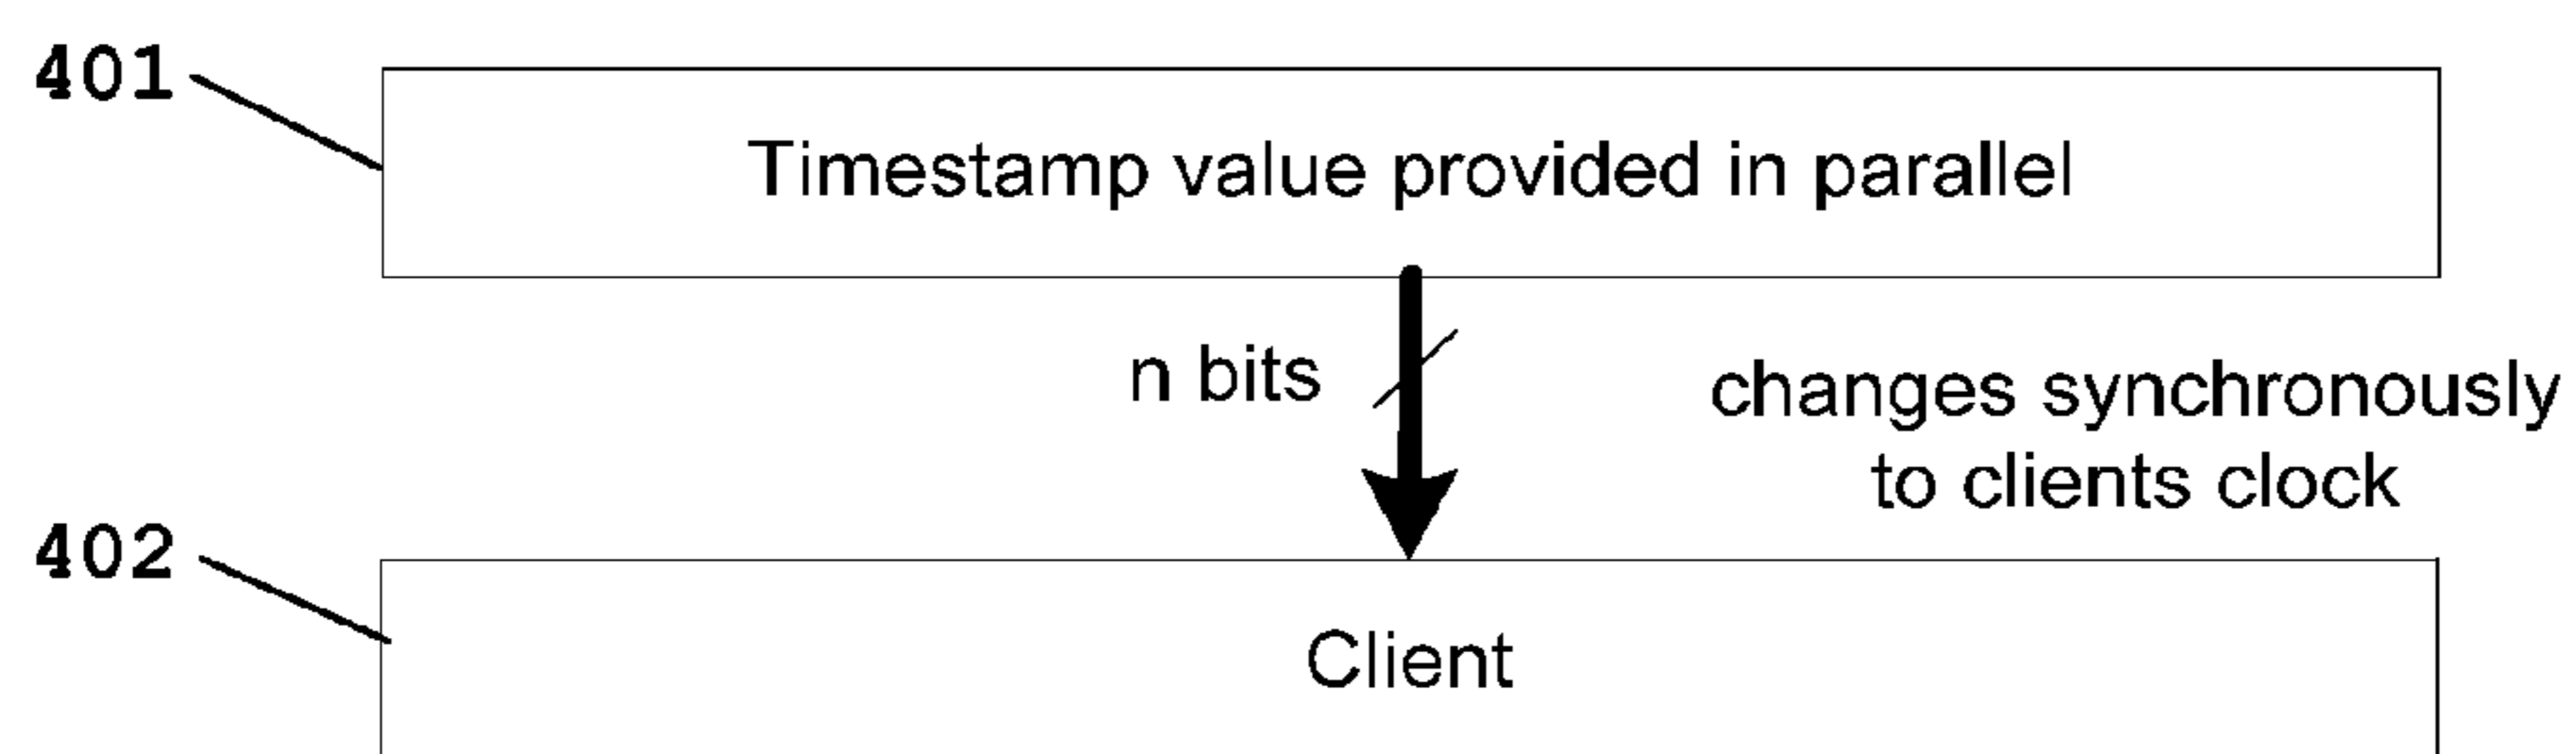 401
Timestamp value provided in parallel
n bits
changes synchronously
to clients clock
402
Client